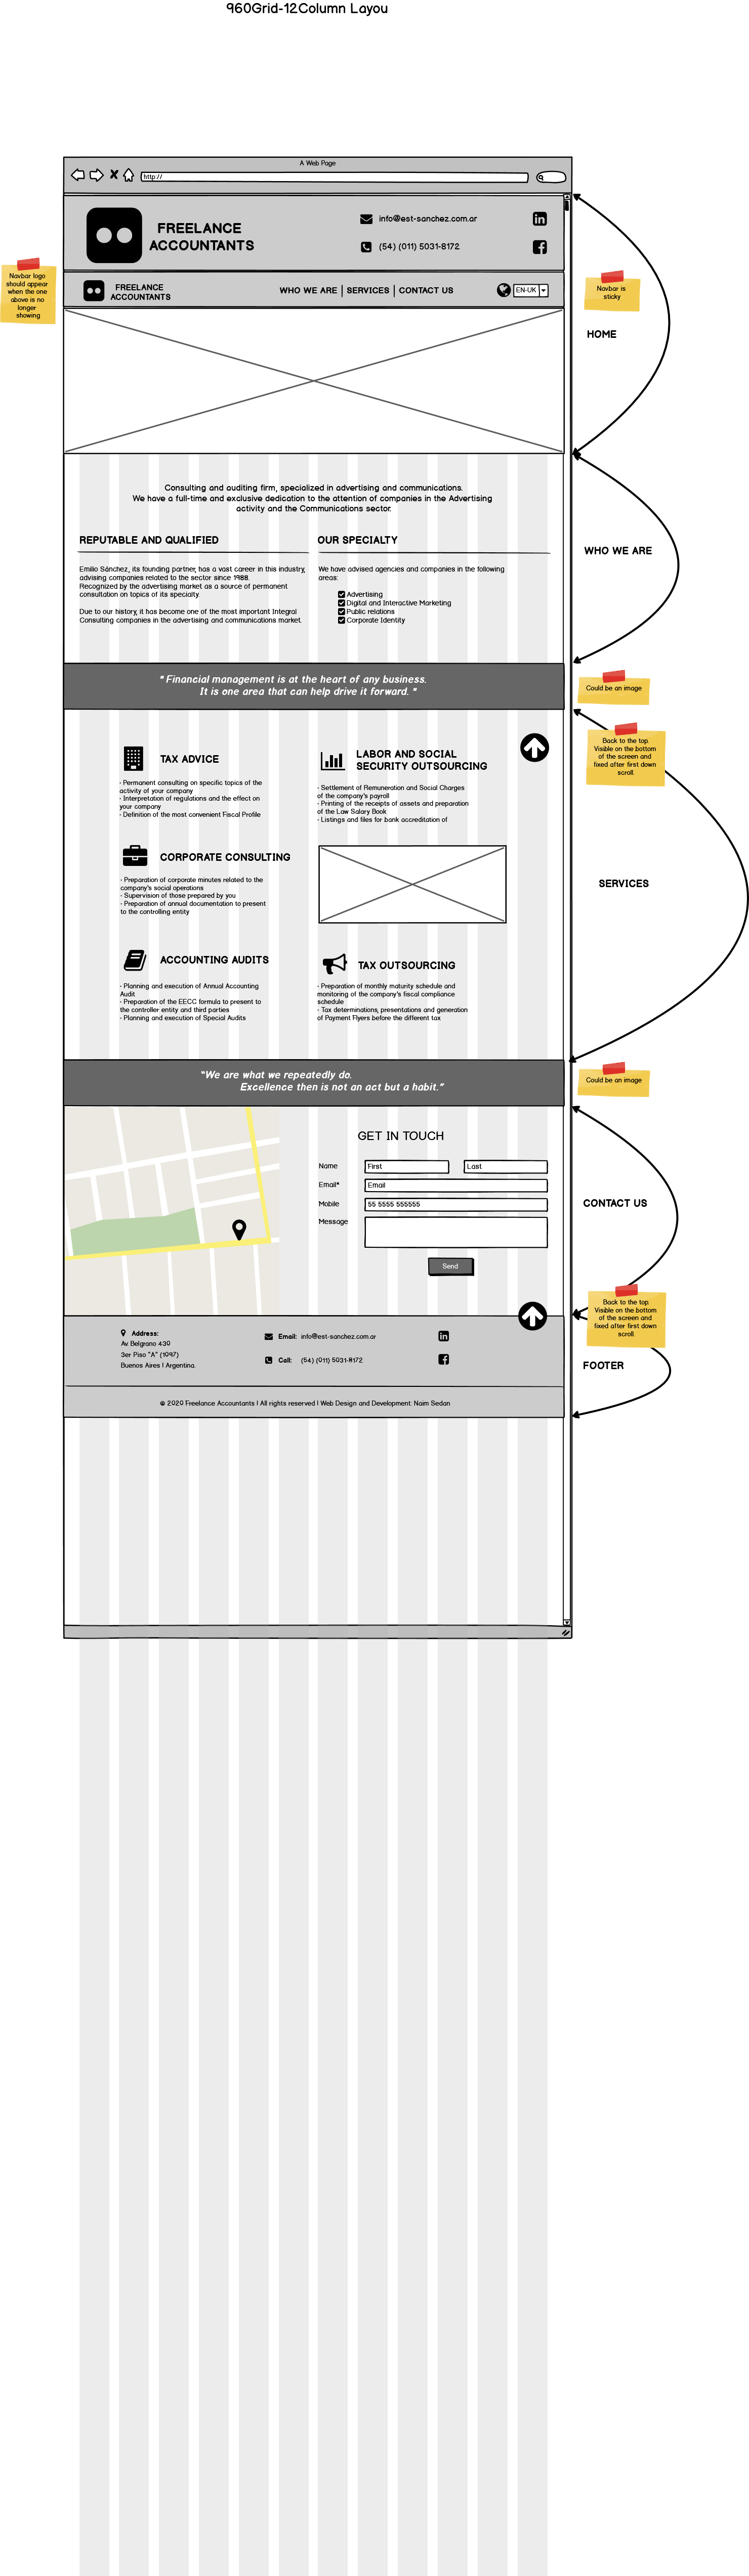 960Grid-12Column Layou
A Web Page
http://
FREELANCE
ACCOUNTANTS
info@est-sanchez.com.ar
(54) (011) 5031-8172
Navbar logo
should appear
when the one
above is no
longer
showing
FREELANCE
ACCOUNTANTS
WHO WE ARE | SERVICES | CONTACT US
EN-UK
Navbar is
sticky
HOME
Consulting and auditing firm, specialized in advertising and communications.
We have a full-time and exclusive dedication to the attention of companies in the Advertising
activity and the Communications sector.
REPUTABLE AND QUALIFIED
Emilio Sánchez, its founding partner, has a vast career in this industry,
advising companies related to the sector since 1988.
Recognized by the advertising market as a source of permanent
consultation on topics of its specialty.
Due to our history, it has become one of the most important Integral
Consulting companies in the advertising and communications market.
OUR SPECIALTY
We have advised agencies and companies in the following
areas:
Advertising
Digital and Interactive Marketing
Public relations
Corporate Identity
WHO WE ARE
" Financial management is at the heart of any business.
It is one area that can help drive it forward. "
Could be an image
TAX ADVICE
- Permanent consulting on specific topics of the
activity of your company
- Interpretation of regulations and the effect on
your company
- Definition of the most convenient Fiscal Profile
LABOR AND SOCIAL
SECURITY OUTSOURCING
- Settlement of Remuneration and Social Charges
of the company's payroll
- Printing of the receipts of assets and preparation
of the Law Salary Book
- Listings and files for bank accreditation of
Back to the top.
Visible on the bottom
of the screen and
fixed after first down
scroll.
CORPORATE CONSULTING
- Preparation of corporate minutes related to the
company's social operations
- Supervision of those prepared by you
- Preparation of annual documentation to present
to the controlling entity
SERVICES
ACCOUNTING AUDITS
- Planning and execution of Annual Accounting
Audit
- Preparation of the EECC formula to present to
the controller entity and third parties
- Planning and execution of Special Audits
TAX OUTSOURCING
- Preparation of monthly maturity schedule and
monitoring of the company's fiscal compliance
schedule
- Tax determinations, presentations and generation
of Payment Flyers before the different tax
"We are what we repeatedly do.
Excellence then is not an act but a habit."
Could be an image
GET IN TOUCH
Name First Last
Email* Email
Mobile 55 5555 555555
Message
Send
CONTACT US
Back to the top.
Visible on the bottom
of the screen and
fixed after first down
scroll.
Address:
Av. Belgrano 430
3er Piso "A" (1097)
Buenos Aires | Argentina.
Email: info@est-sanchez.com.ar
Call: (54) (011) 5031-8172
FOOTER
© 2020 Freelance Accountants | All rights reserved | Web Design and Development: Naim Sedan